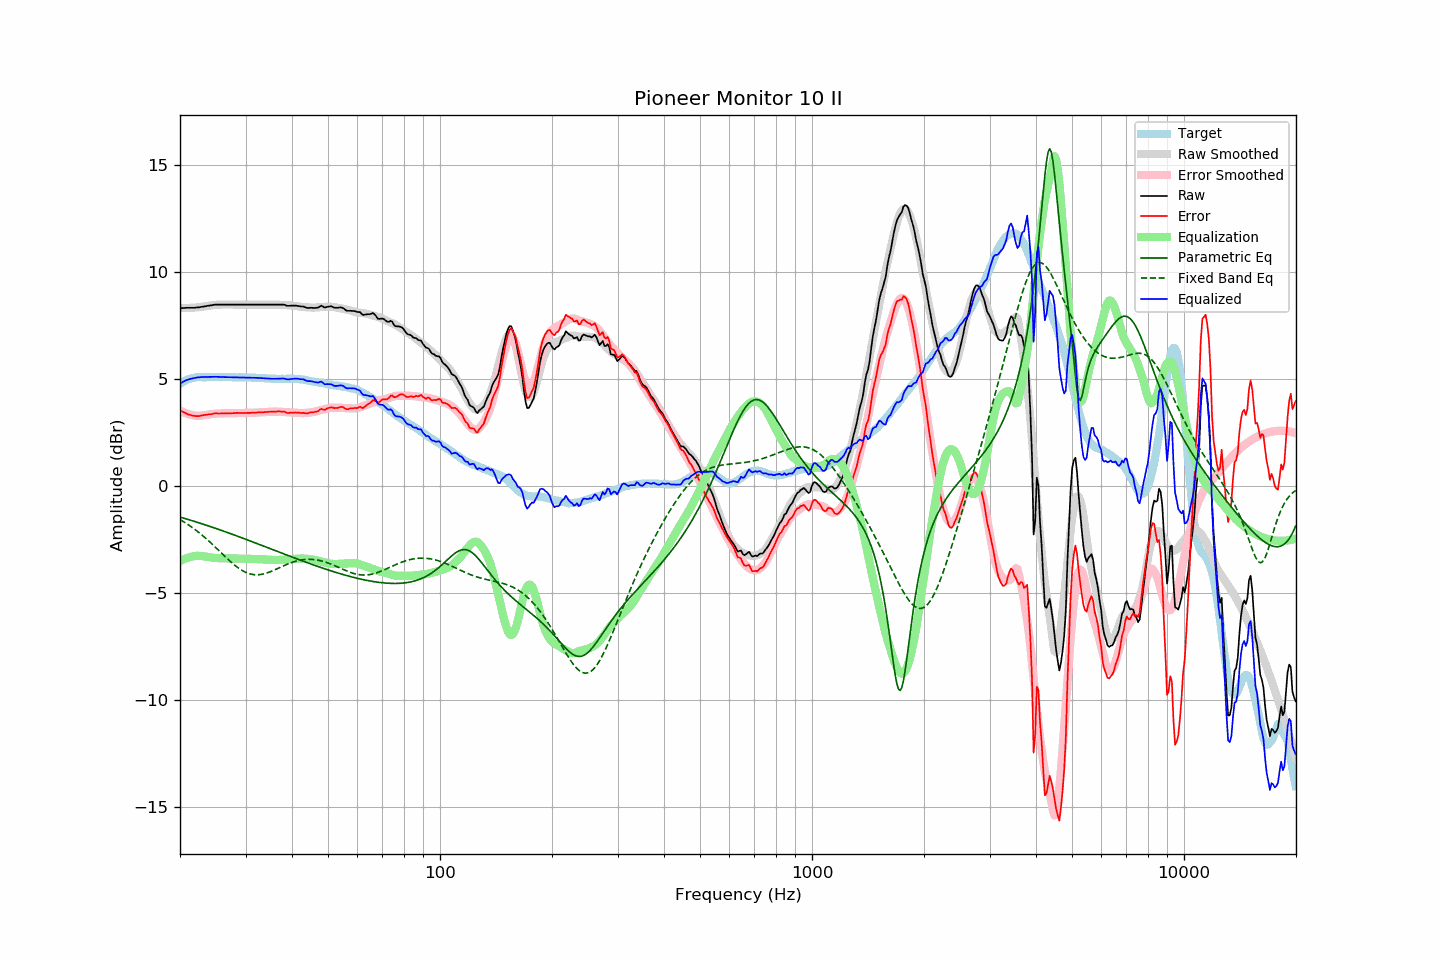 Pioneer Monitor 10 II
Target
Raw Smoothed
Error Smoothed
Raw
Error
Equalization
Parametric Eq
Fixed Band Eq
Equalized
15
10
5
0
−5
−10
−15
Amplitude (dBr)
100
1000
10000
Frequency (Hz)